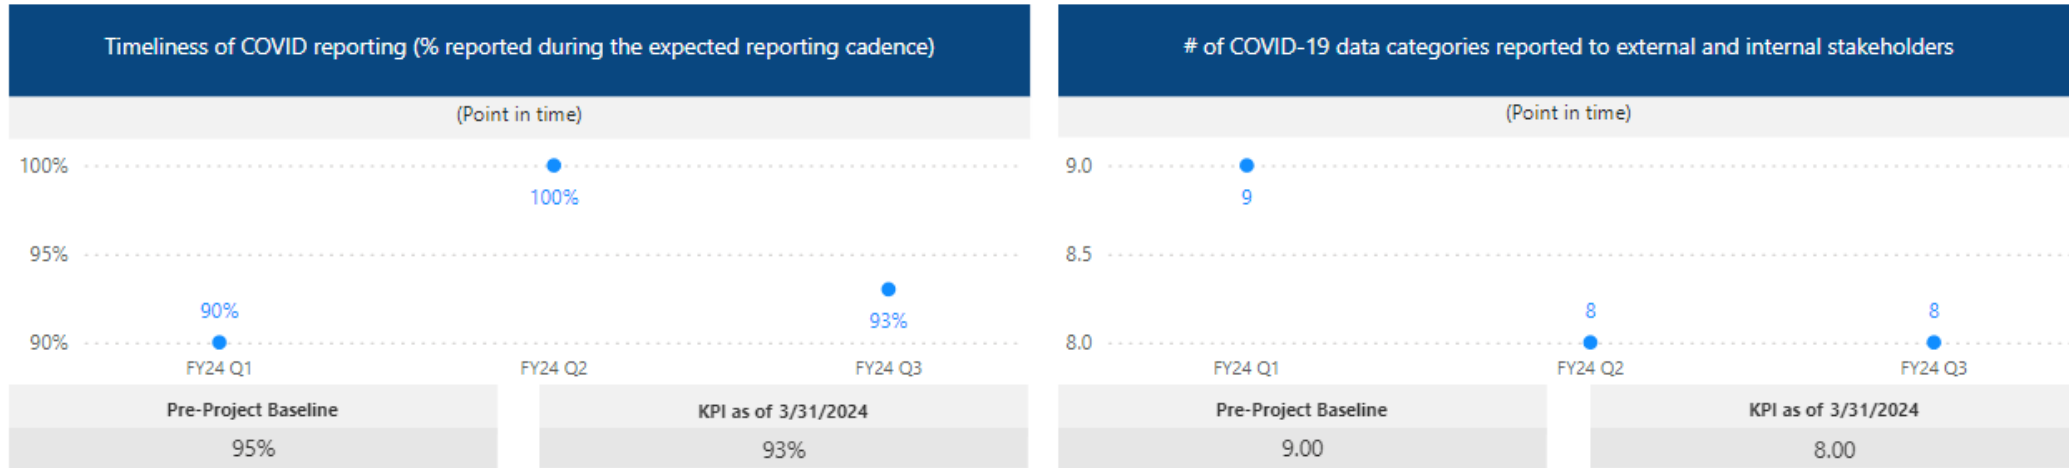 Timeliness of COVID reporting (% reported during the expected reporting cadence)
(Point in time)
100%
100%
95%
90%
93%
90%
FY24 Q1
FY24 Q2
FY24 Q3
Pre-Project Baseline
KPI as of 3/31/2024
95%
93%
# of COVID-19 data categories reported to external and internal stakeholders
(Point in time)
9.0
9
8.5
8
8
8.0
FY24 Q1
FY24 Q2
FY24 Q3
Pre-Project Baseline
KPI as of 3/31/2024
9.00
8.00